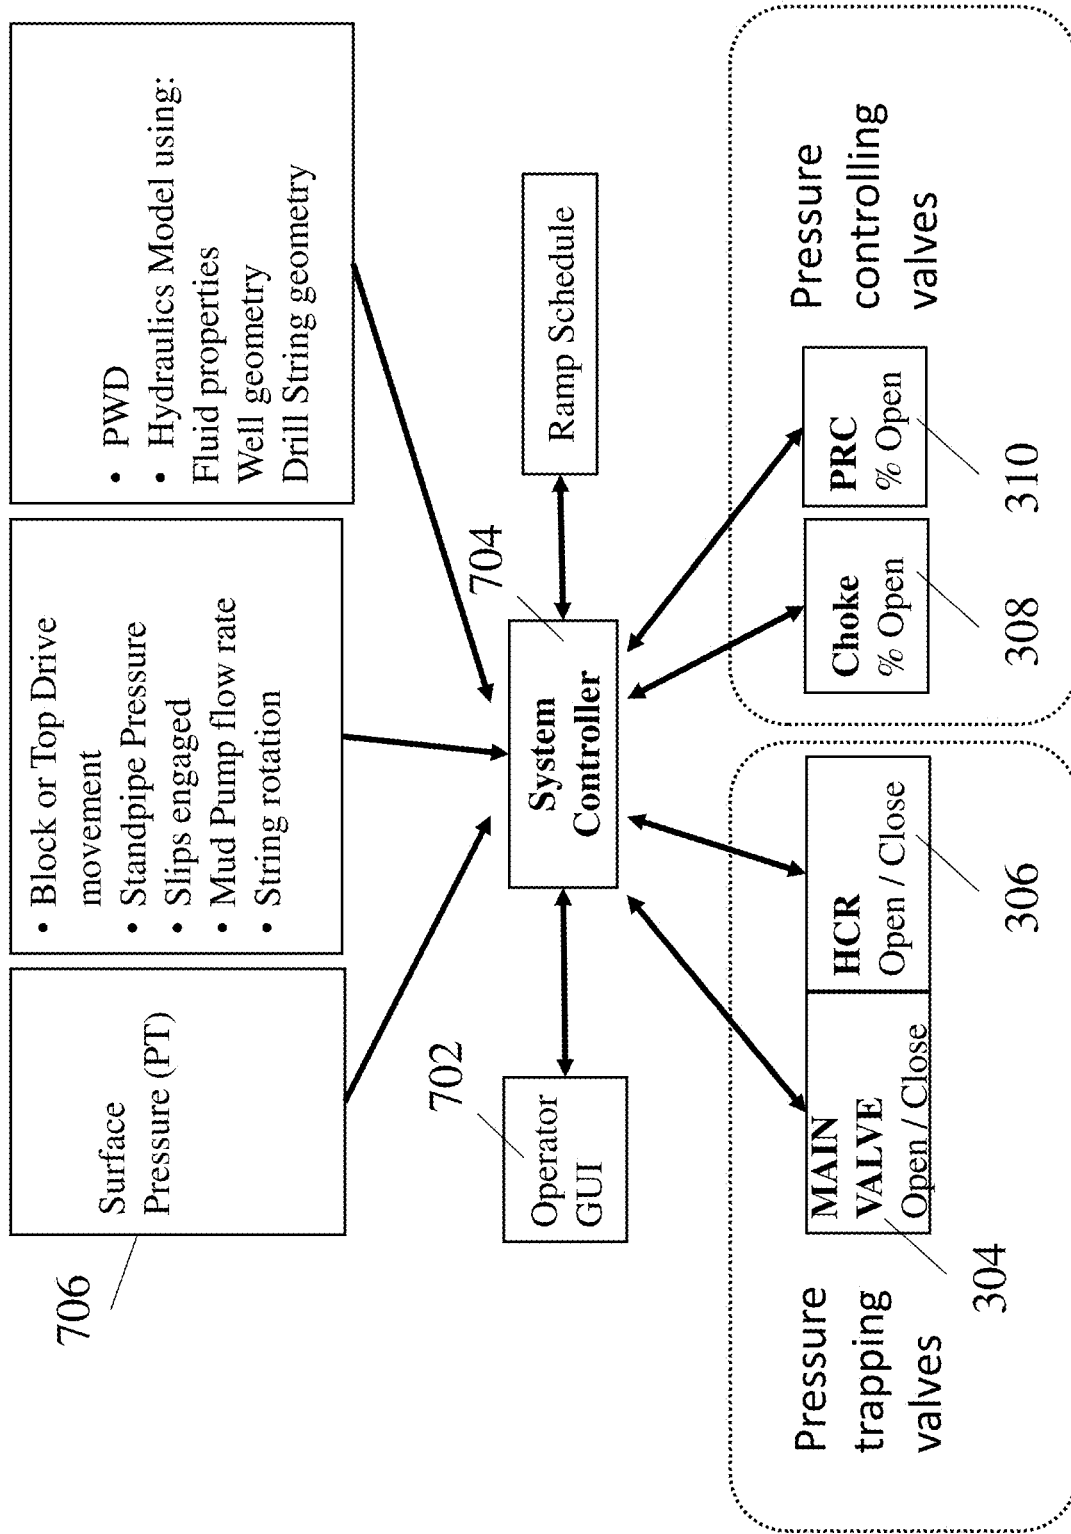 706
Surface
Pressure (PT)
• Block or Top Drive
movement
• Standpipe Pressure
• Slips engaged
• Mud Pump flow rate
• String rotation
• PWD
• Hydraulics Model using:
Fluid properties
Well geometry
Drill String geometry
702
Operator
GUI
704
System
Controller
Ramp Schedule
Pressure
trapping
valves
304
MAIN
VALVE
Open / Close
HCR
Open / Close
306
Choke
% Open
308
PRC
% Open
310
Pressure
controlling
valves